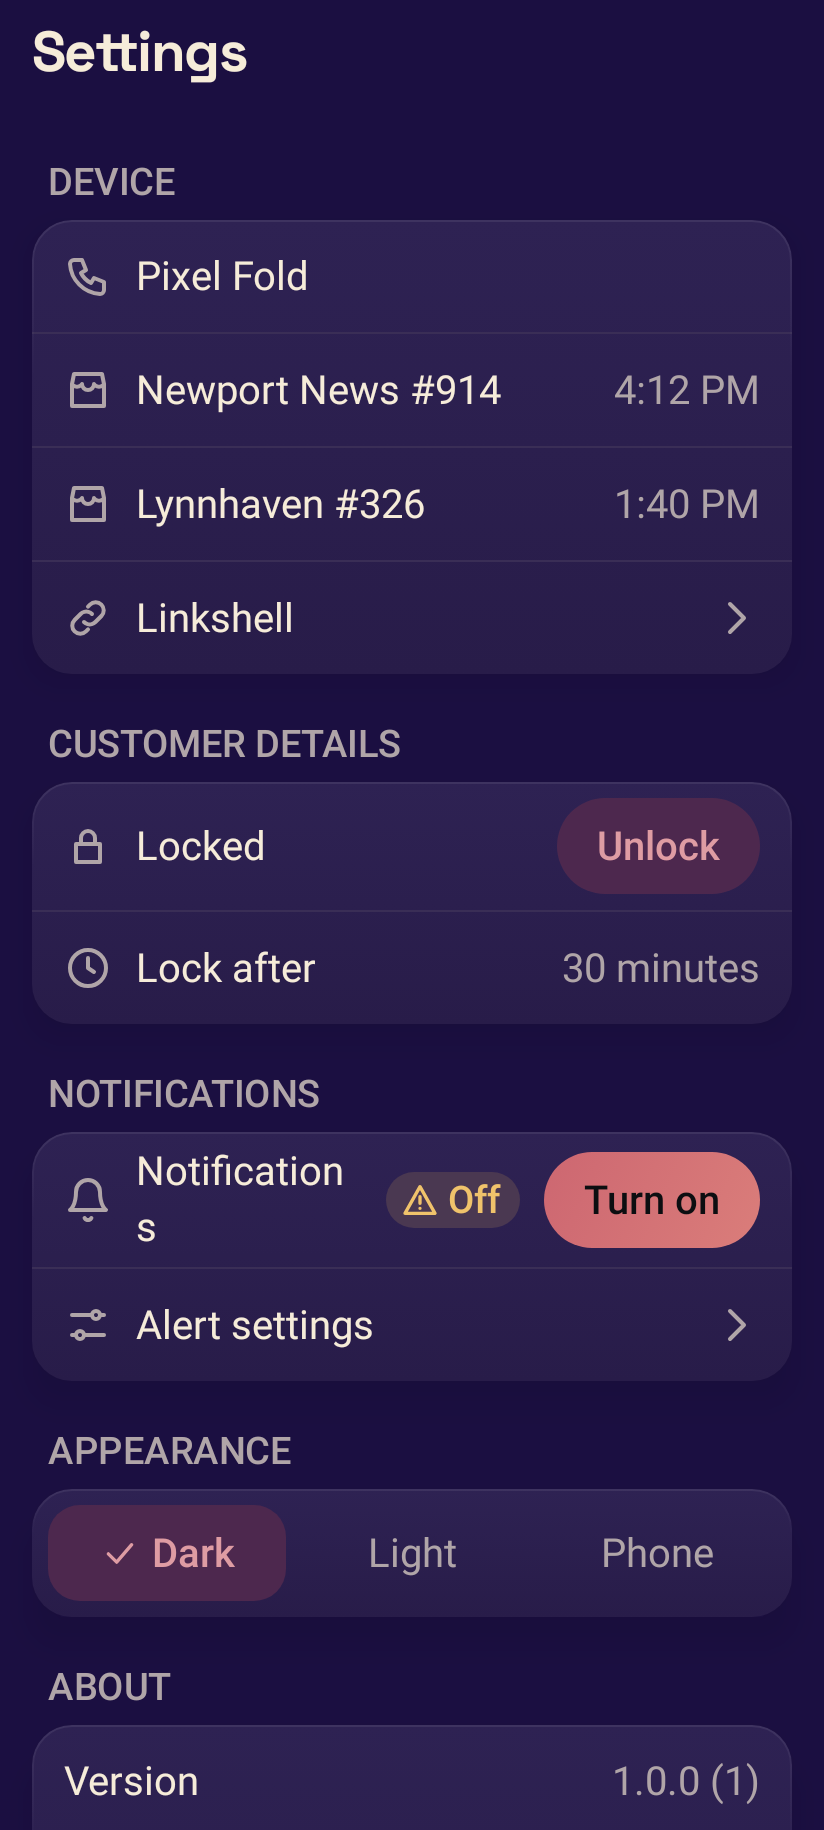 Settings
DEVICE
Pixel Fold
Newport News #914 4:12 PM
Lynnhaven #326 1:40 PM
Linkshell
CUSTOMER DETAILS
Locked Unlock
Lock after 30 minutes
NOTIFICATIONS
Notification
s
Off Turn on
Alert settings
APPEARANCE
Dark Light Phone
ABOUT
Version 1.0.0 (1)